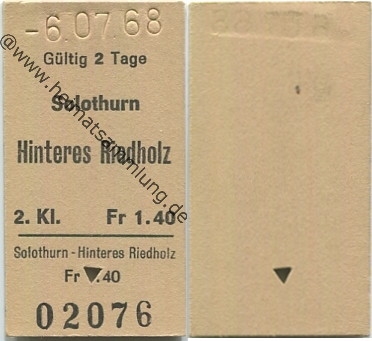 -6.07.68
Gültig 2 Tage
Solothurn
Hinteres Riedholz
2. Kl. Fr 1.40
Solothurn - Hinteres Riedholz
Fr .40
02076
@www.heimatsammlung.de